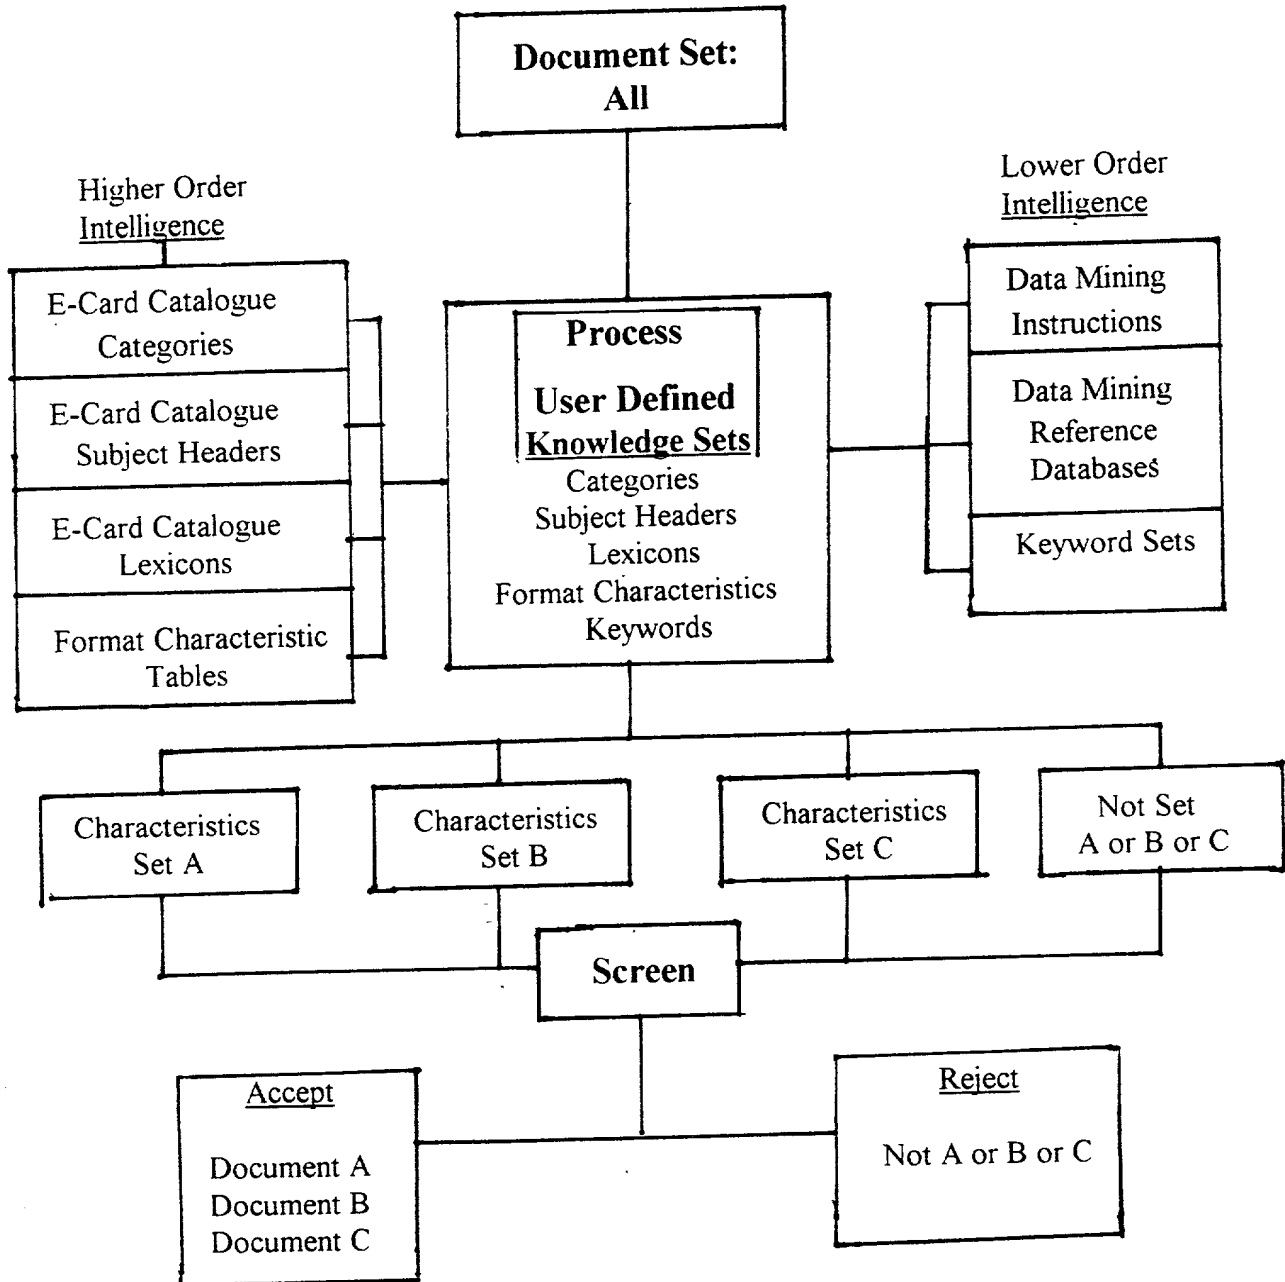 Document Set:
All
Higher Order
Intelligence
Lower Order
Intelligence
E-Card Catalogue
Categories
E-Card Catalogue
Subject Headers
E-Card Catalogue
Lexicons
Format Characteristic
Tables
Process
User Defined
Knowledge Sets
Categories
Subject Headers
Lexicons
Format Characteristics
Keywords
Data Mining
Instructions
Data Mining
Reference
Databases
Keyword Sets
Characteristics
Set A
Characteristics
Set B
Characteristics
Set C
Not Set
A or B or C
Screen
Accept
Document A
Document B
Document C
Reject
Not A or B or C